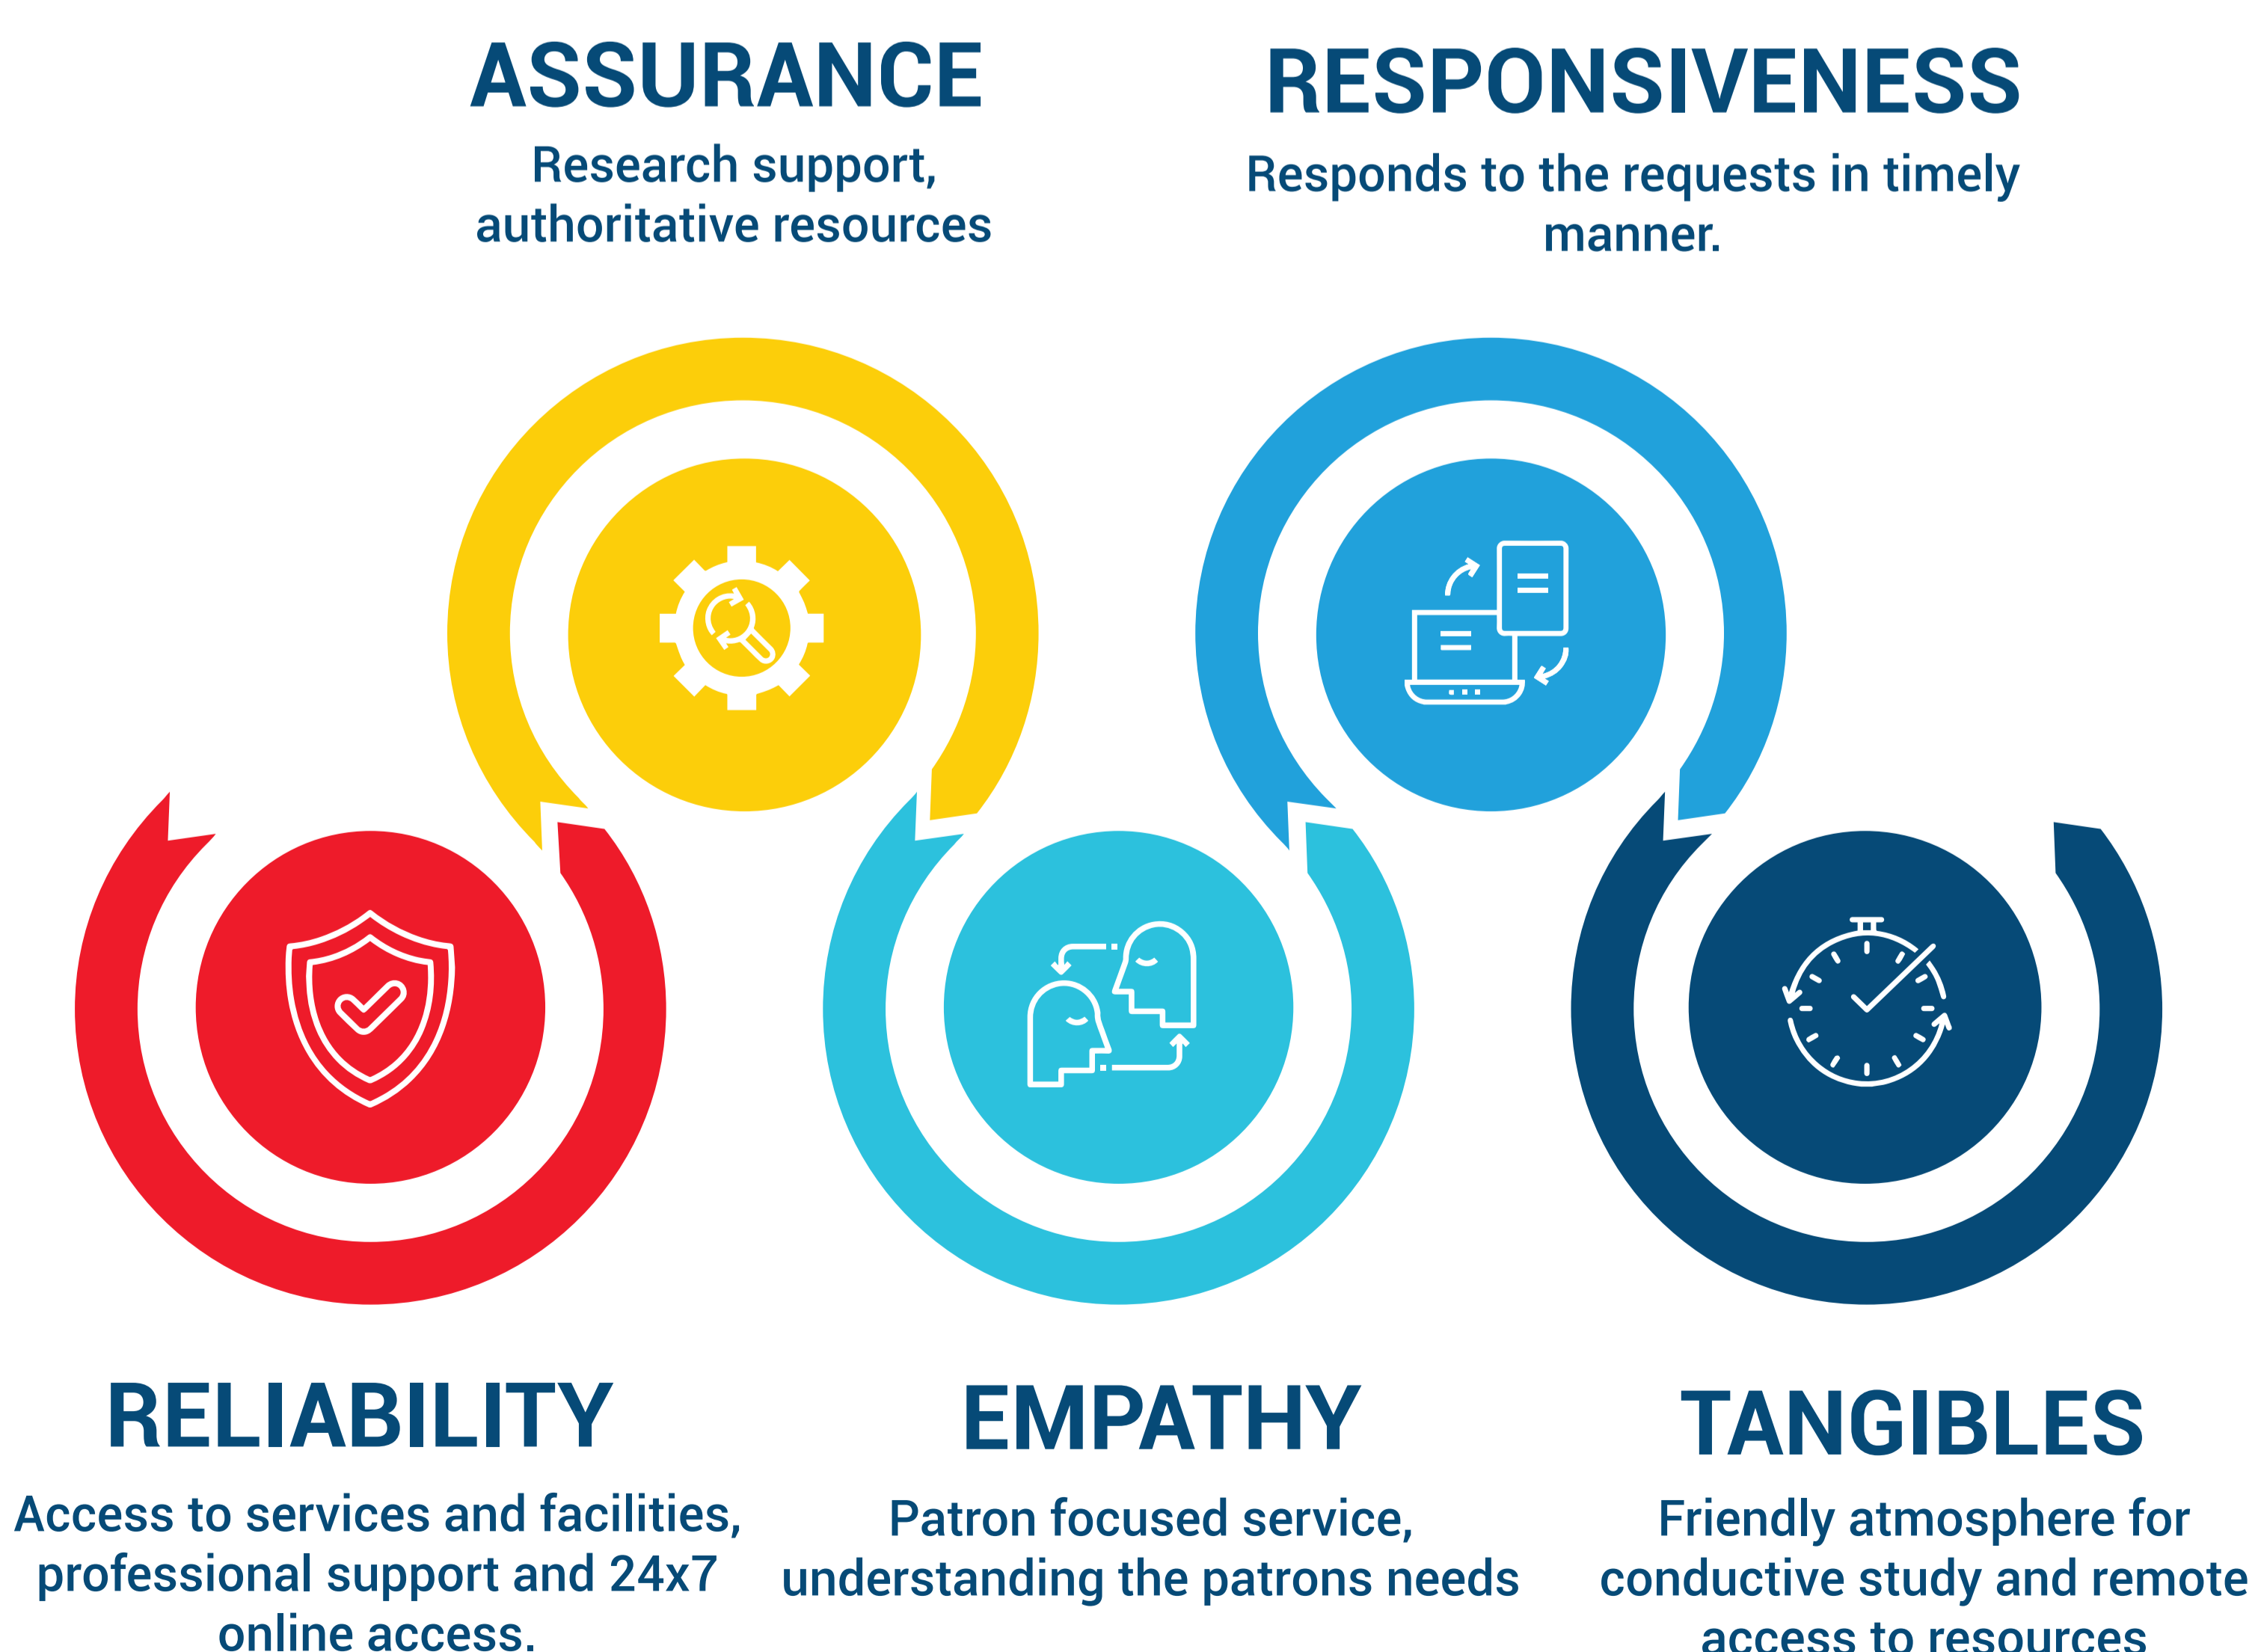 ASSURANCE
Research support,
authoritative resources
RESPONSIVENESS
Responds to the requests in timely
manner.
RELIABILITY
Access to services and facilities,
professional support and 24x7
online access.
EMPATHY
Patron focused service,
understanding the patrons needs
TANGIBLES
Friendly atmosphere for
conductive study and remote
access to resources